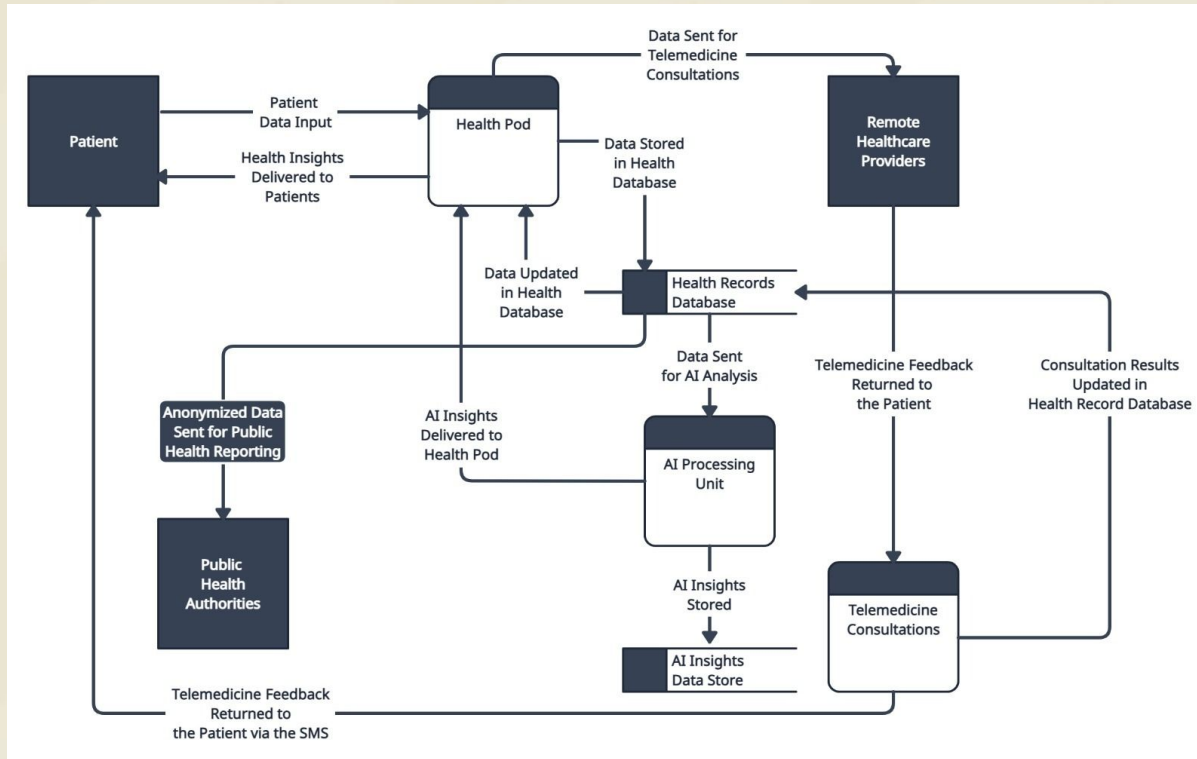 Data Sent for
Telemedicine
Consultations
Patient
Patient
Data Input
Health Pod
Remote
Healthcare
Providers
Health Insights
Delivered to
Patients
Data Stored
in Health
Database
Data Updated
in Health
Database
Health Records
Database
Data Sent
for AI Analysis
Telemedicine Feedback
Returned to
the Patient
Consultation Results
Updated in
Health Record Database
Anonymized Data
Sent for Public
Health Reporting
AI Insights
Delivered to
Health Pod
AI Processing
Unit
Public
Health
Authorities
AI Insights
Stored
Telemedicine
Consultations
AI Insights
Data Store
Telemedicine Feedback
Returned to
the Patient via the SMS